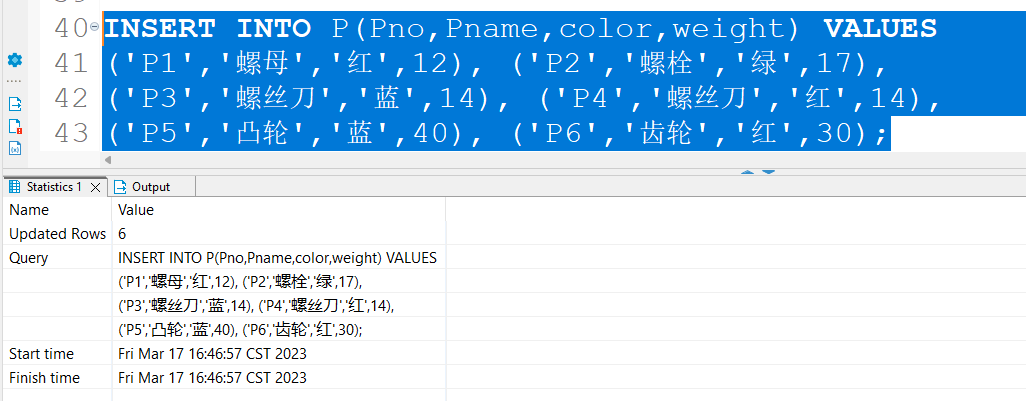 40 INSERT INTO P(Pno,Pname,color,weight) VALUES
41 ('P1','螺母','红',12), ('P2','螺栓','绿',17),
42 ('P3','螺丝刀','蓝',14), ('P4','螺丝刀','红',14),
43 ('P5','凸轮','蓝',40), ('P6','齿轮','红',30);
Statistics 1 Output
Name Value
Updated Rows 6
Query INSERT INTO P(Pno,Pname,color,weight) VALUES
('P1','螺母','红',12), ('P2','螺栓','绿',17),
('P3','螺丝刀','蓝',14), ('P4','螺丝刀','红',14),
('P5','凸轮','蓝',40), ('P6','齿轮','红',30);
Start time Fri Mar 17 16:46:57 CST 2023
Finish time Fri Mar 17 16:46:57 CST 2023